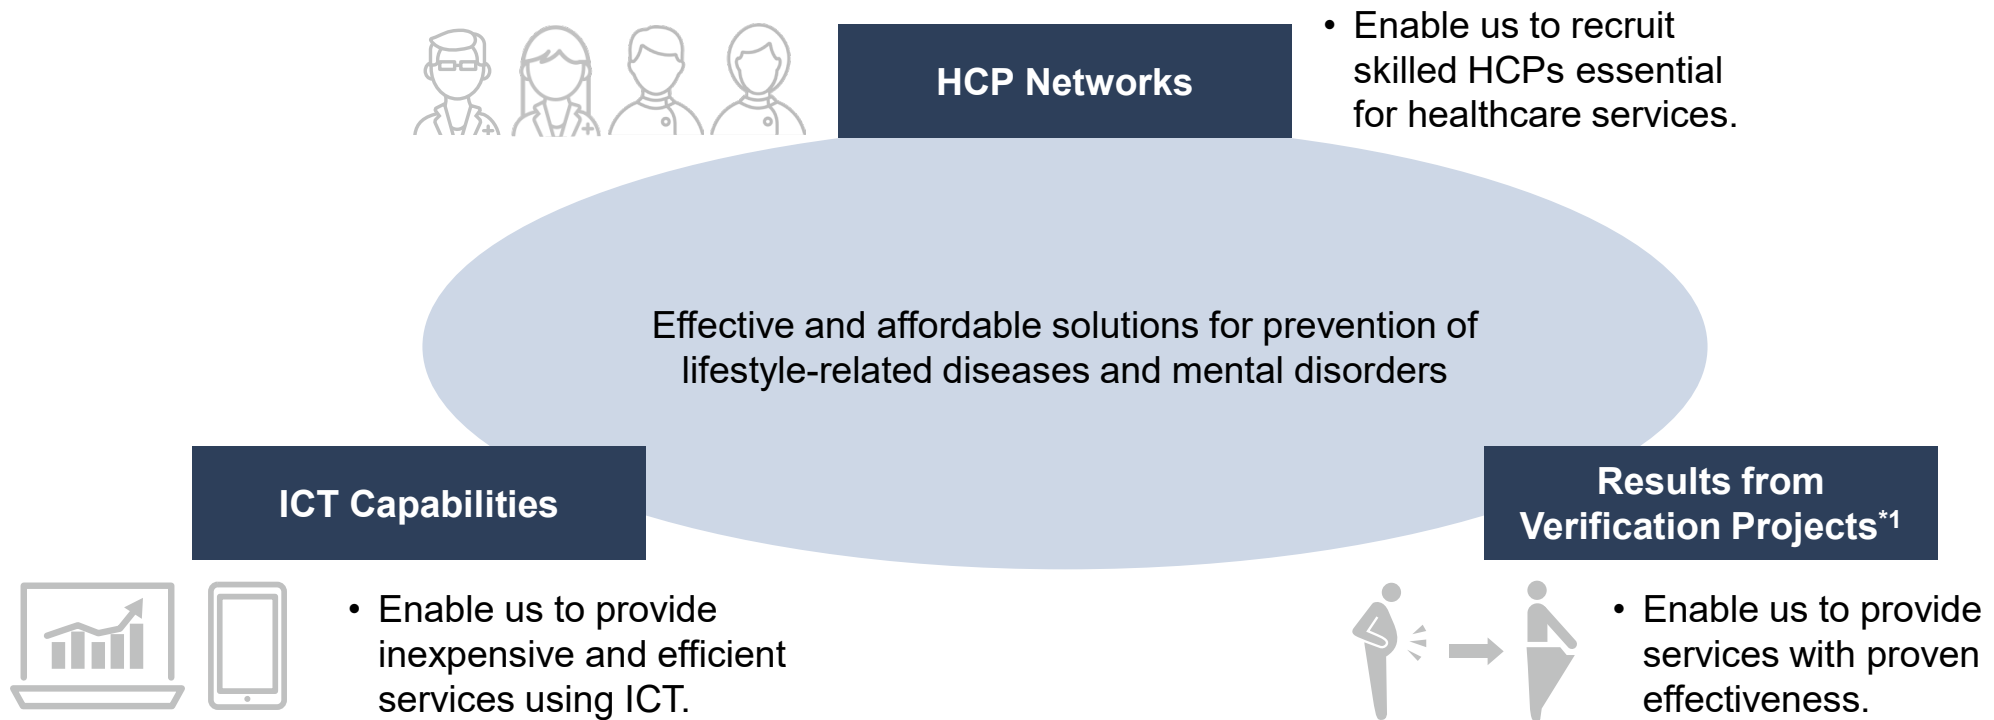 HCP Networks
• Enable us to recruit
skilled HCPs essential
for healthcare services.
Effective and affordable solutions for prevention of
lifestyle-related diseases and mental disorders
ICT Capabilities
• Enable us to provide
inexpensive and efficient
services using ICT.
Results from
Verification Projects*1
• Enable us to provide
services with proven
effectiveness.